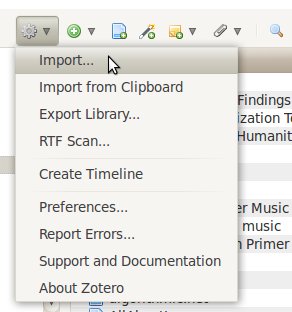 Import...
Import from Clipboard
Findings
Export Library...
ization To
Humanit
RTF Scan...
Create Timeline
Preferences...
er Music
music
Report Errors...
n Primer
Support and Documentation
About Zotero